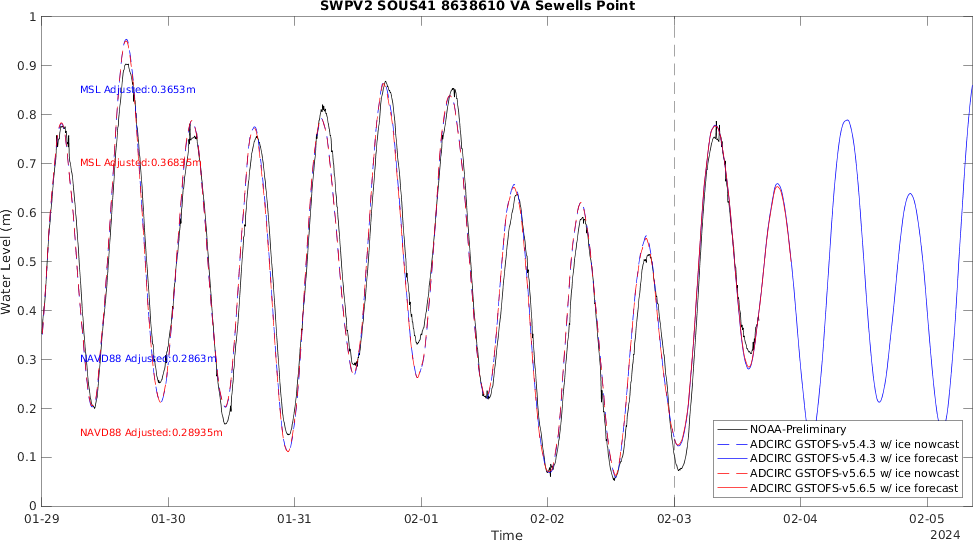 SWPV2 SOUS41 8638610 VA Sewells Point
1
0.9
0.8
0.7
0.6
0.5
0.4
0.3
0.2
0.1
0
Water Level (m)
MSL Adjusted:0.3653m
MSL Adjusted:0.36835m
NAVD88 Adjusted:0.2863m
NAVD88 Adjusted:0.28935m
NOAA-Preliminary
ADCIRC GSTOFS-v5.4.3 w/ ice nowcast
ADCIRC GSTOFS-v5.4.3 w/ ice forecast
ADCIRC GSTOFS-v5.6.5 w/ ice nowcast
ADCIRC GSTOFS-v5.6.5 w/ ice forecast
01-29 01-30 01-31 02-01 02-02 02-03 02-04 02-05
Time
2024